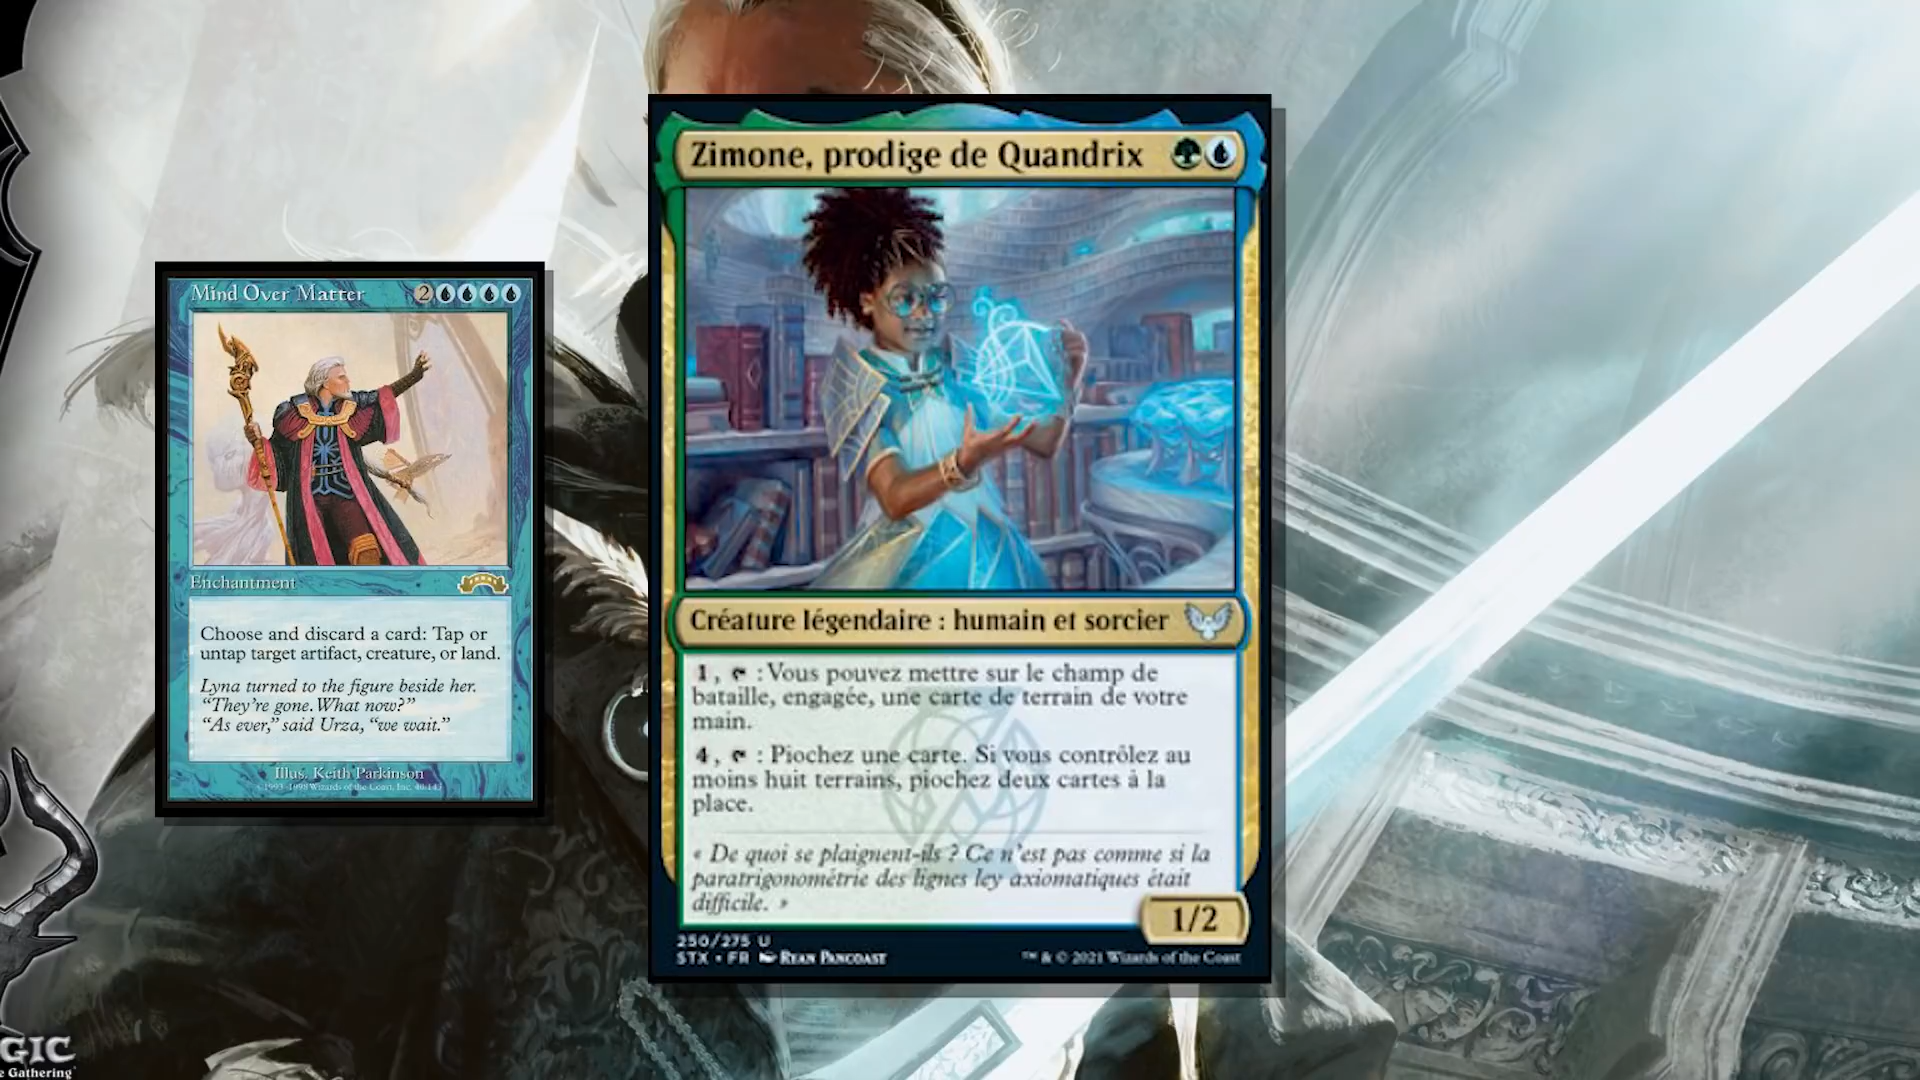 Mind Over Matter 2
Enchantment
Choose and discard a card: Tap or
untap target artifact, creature, or land.
Lyna turned to the figure beside her.
“They’re gone. What now?”
“As ever,” said Urza, “we wait.”
Illus. Keith Parkinson
Zimone, prodige de Quandrix
Créature légendaire : humain et sorcier
1, : Vous pouvez mettre sur le champ de
bataille, engagée, une carte de terrain de votre
main.
4, : Piochez une carte. Si vous contrôlez au
moins huit terrains, piochez deux cartes à la
place.
« De quoi se plaignent-ils ? Ce n’est pas comme si la
paratrigonométrie des lignes ley axiomatiques était
difficile. »
1/2
250/275 U
STX • FR Ryan Pancoast
™ & © 2021 Wizards of the Coast
GIC
e Gathering